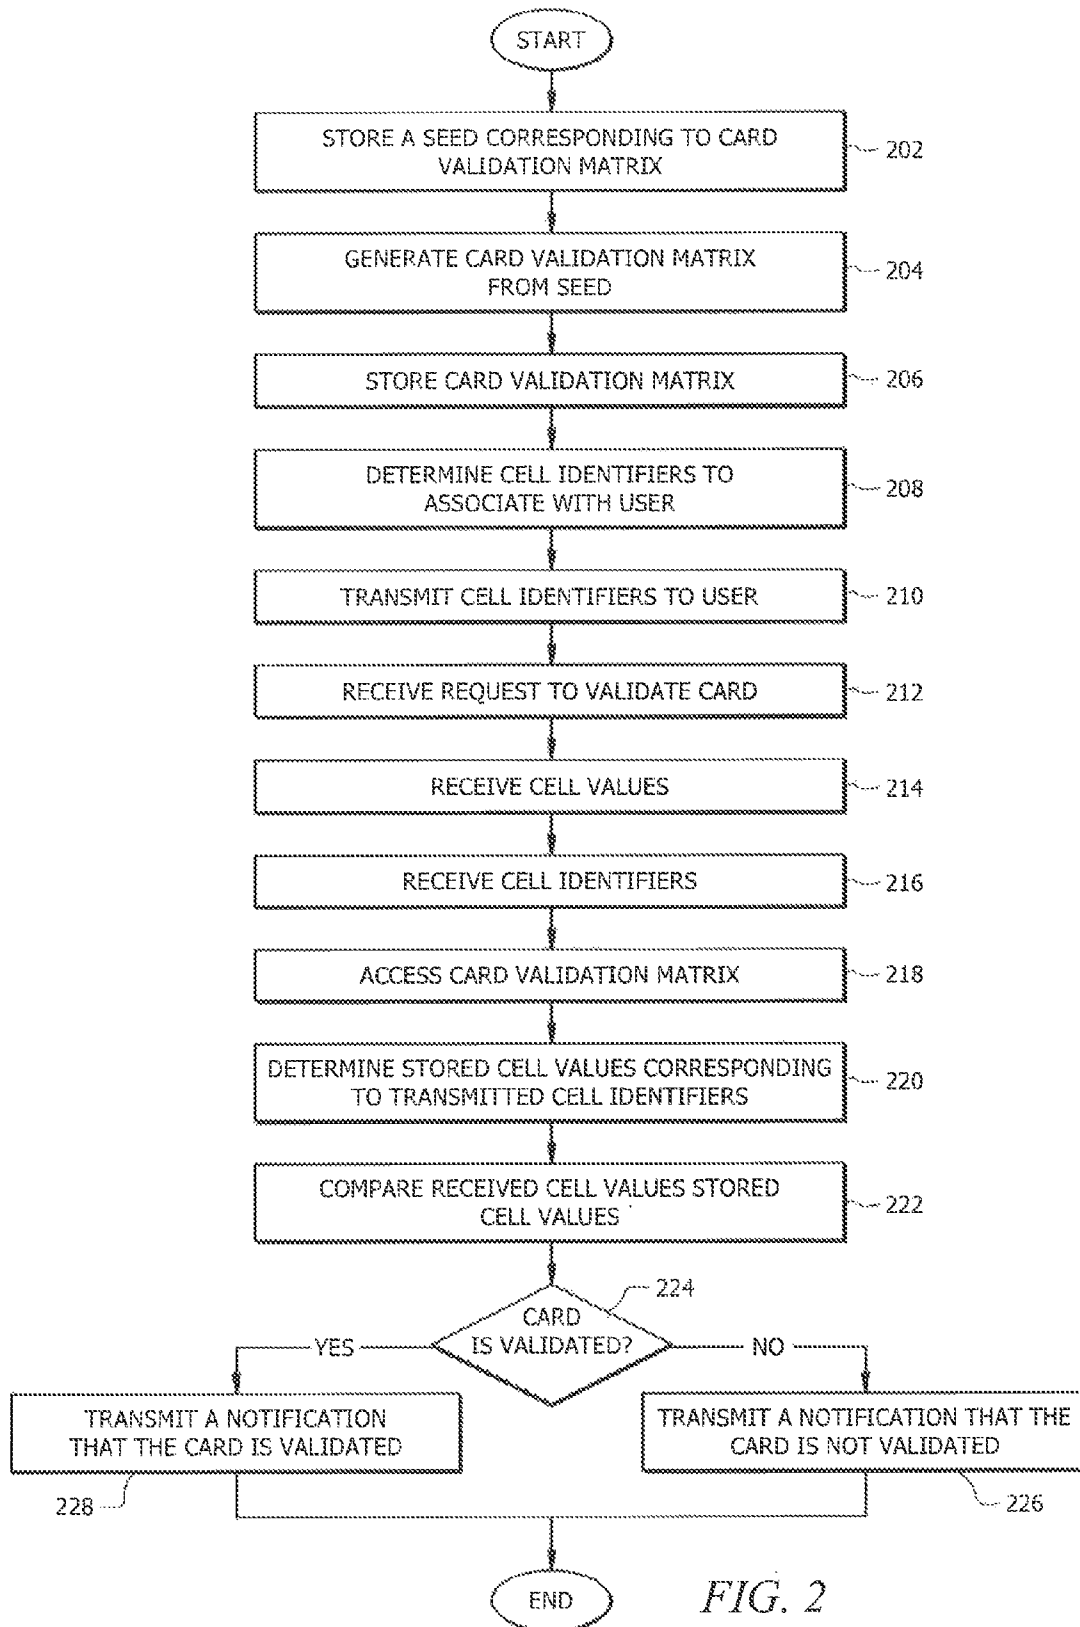 START
STORE A SEED CORRESPONDING TO CARD
VALIDATION MATRIX
202
GENERATE CARD VALIDATION MATRIX
FROM SEED
204
STORE CARD VALIDATION MATRIX
206
DETERMINE CELL IDENTIFIERS TO
ASSOCIATE WITH USER
208
TRANSMIT CELL IDENTIFIERS TO USER
210
RECEIVE REQUEST TO VALIDATE CARD
212
RECEIVE CELL VALUES
214
RECEIVE CELL IDENTIFIERS
216
ACCESS CARD VALIDATION MATRIX
218
DETERMINE STORED CELL VALUES CORRESPONDING
TO TRANSMITTED CELL IDENTIFIERS
220
COMPARE RECEIVED CELL VALUES STORED
CELL VALUES
222
224
CARD
IS VALIDATED?
YES
NO
TRANSMIT A NOTIFICATION
THAT THE CARD IS VALIDATED
228
TRANSMIT A NOTIFICATION THAT THE
CARD IS NOT VALIDATED
226
END
FIG. 2